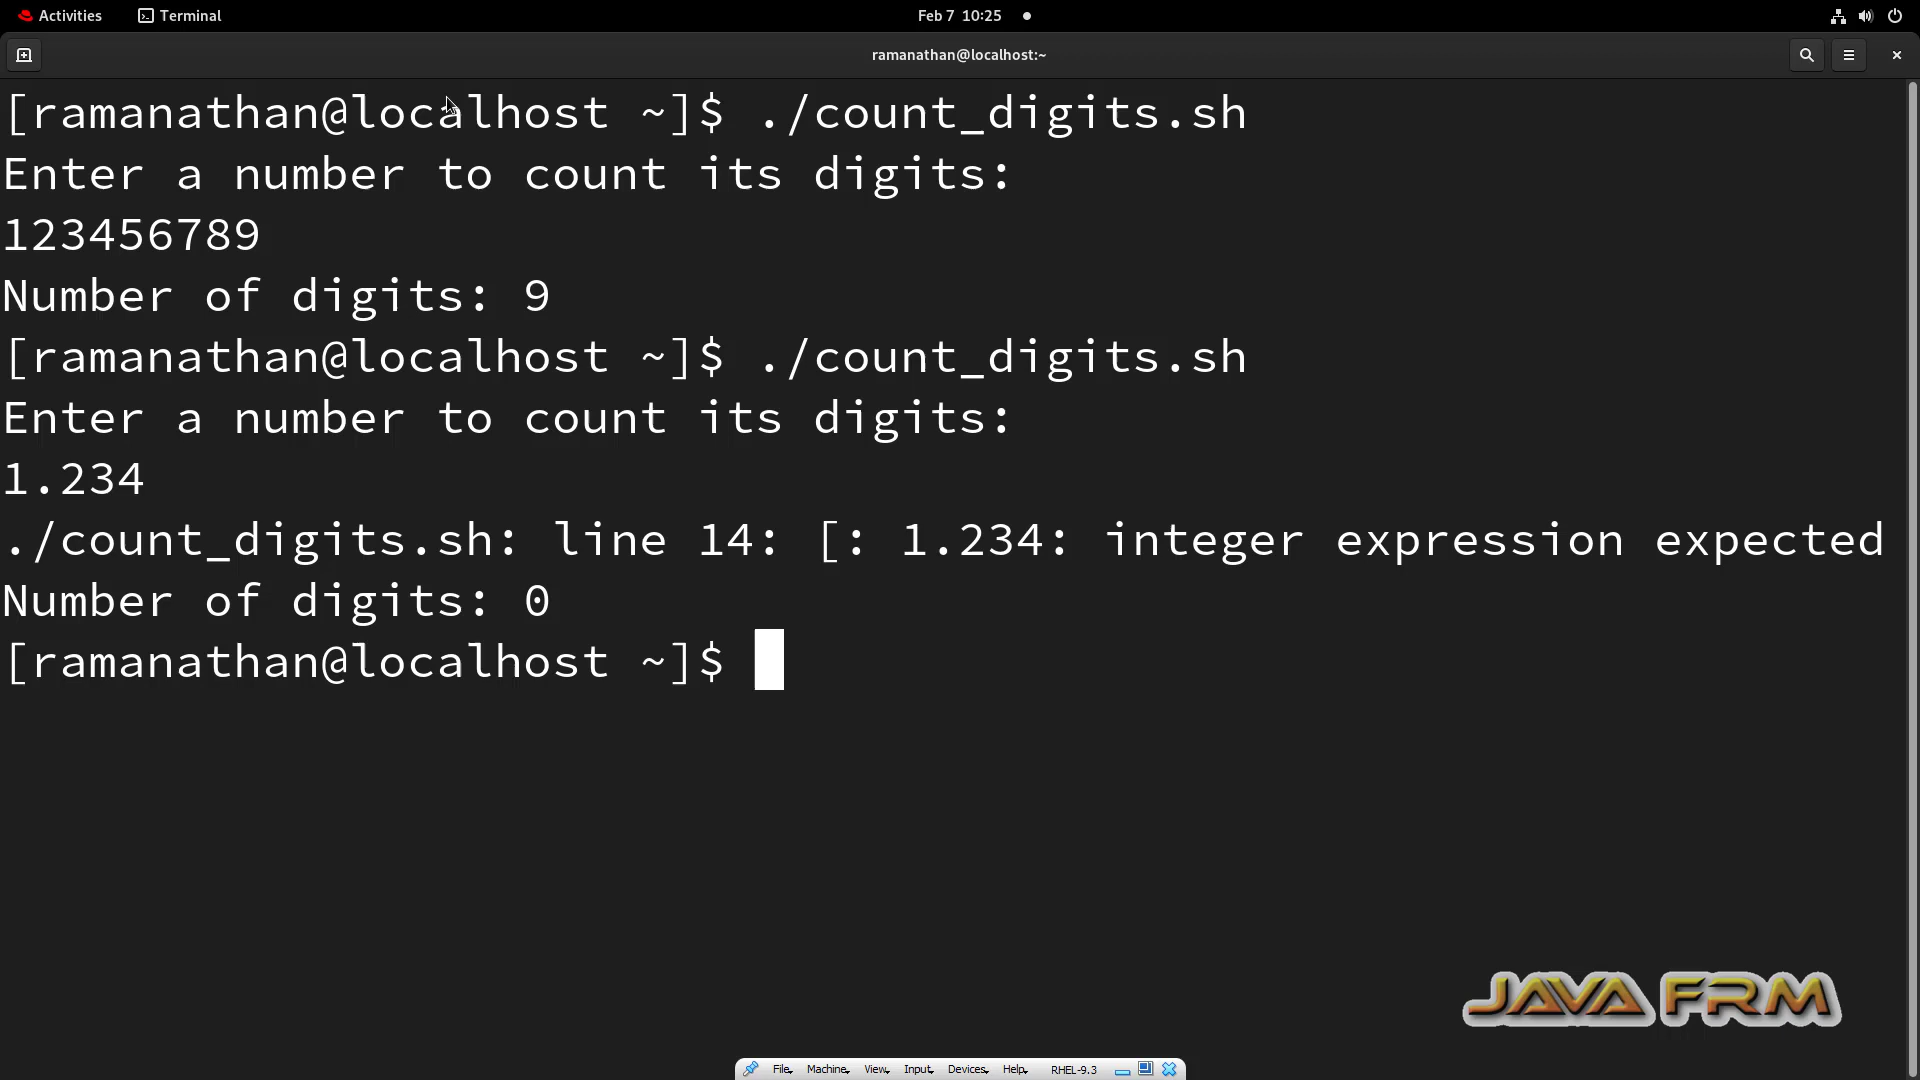 Activities
Terminal
Feb 7 10:25
ramanathan@localhost:~
[ramanathan@localhost ~]$ ./count_digits.sh
Enter a number to count its digits:
123456789
Number of digits: 9
[ramanathan@localhost ~]$ ./count_digits.sh
Enter a number to count its digits:
1.234
./count_digits.sh: line 14: [: 1.234: integer expression expected
Number of digits: 0
[ramanathan@localhost ~]$
JAVA FRM
File Machine View Input Devices Help RHEL-9.3